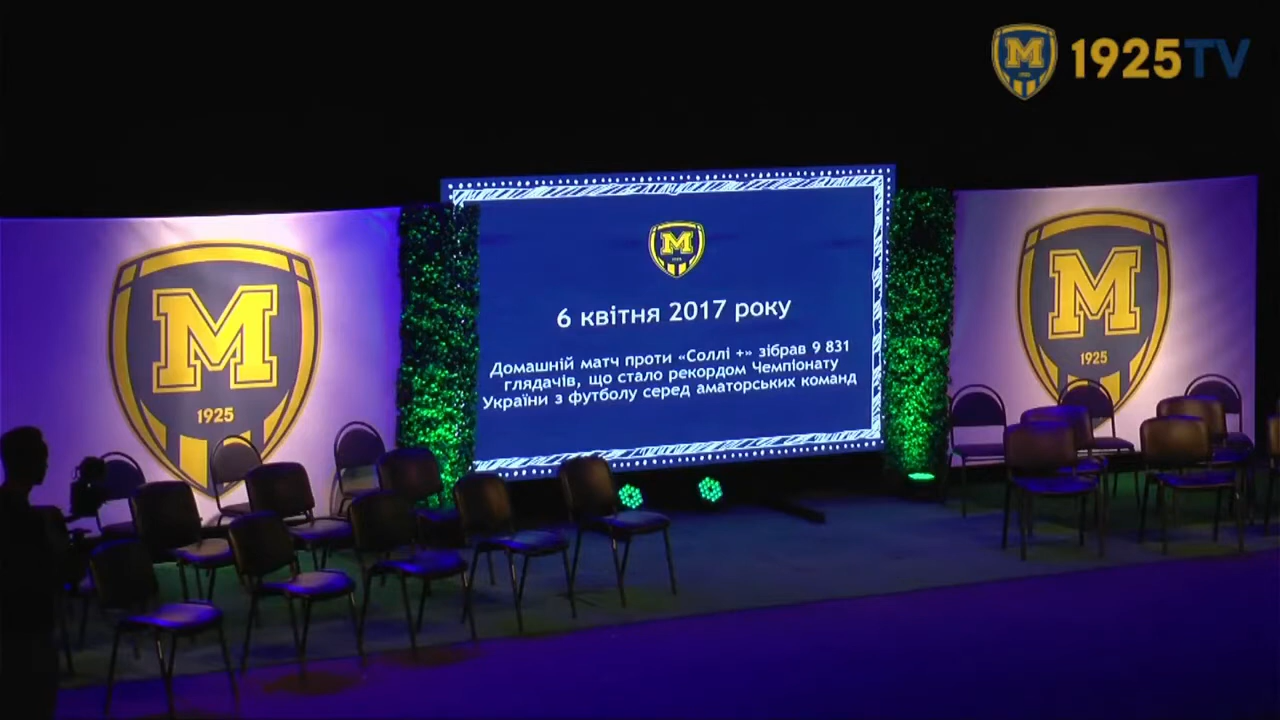 M 1925TV
M
1925
M
1925
6 квітня 2017 року
Домашній матч проти «Соллі +» зібрав 9 831
глядачів, що стало рекордом Чемпіонату
України з футболу серед аматорських команд
M
1925